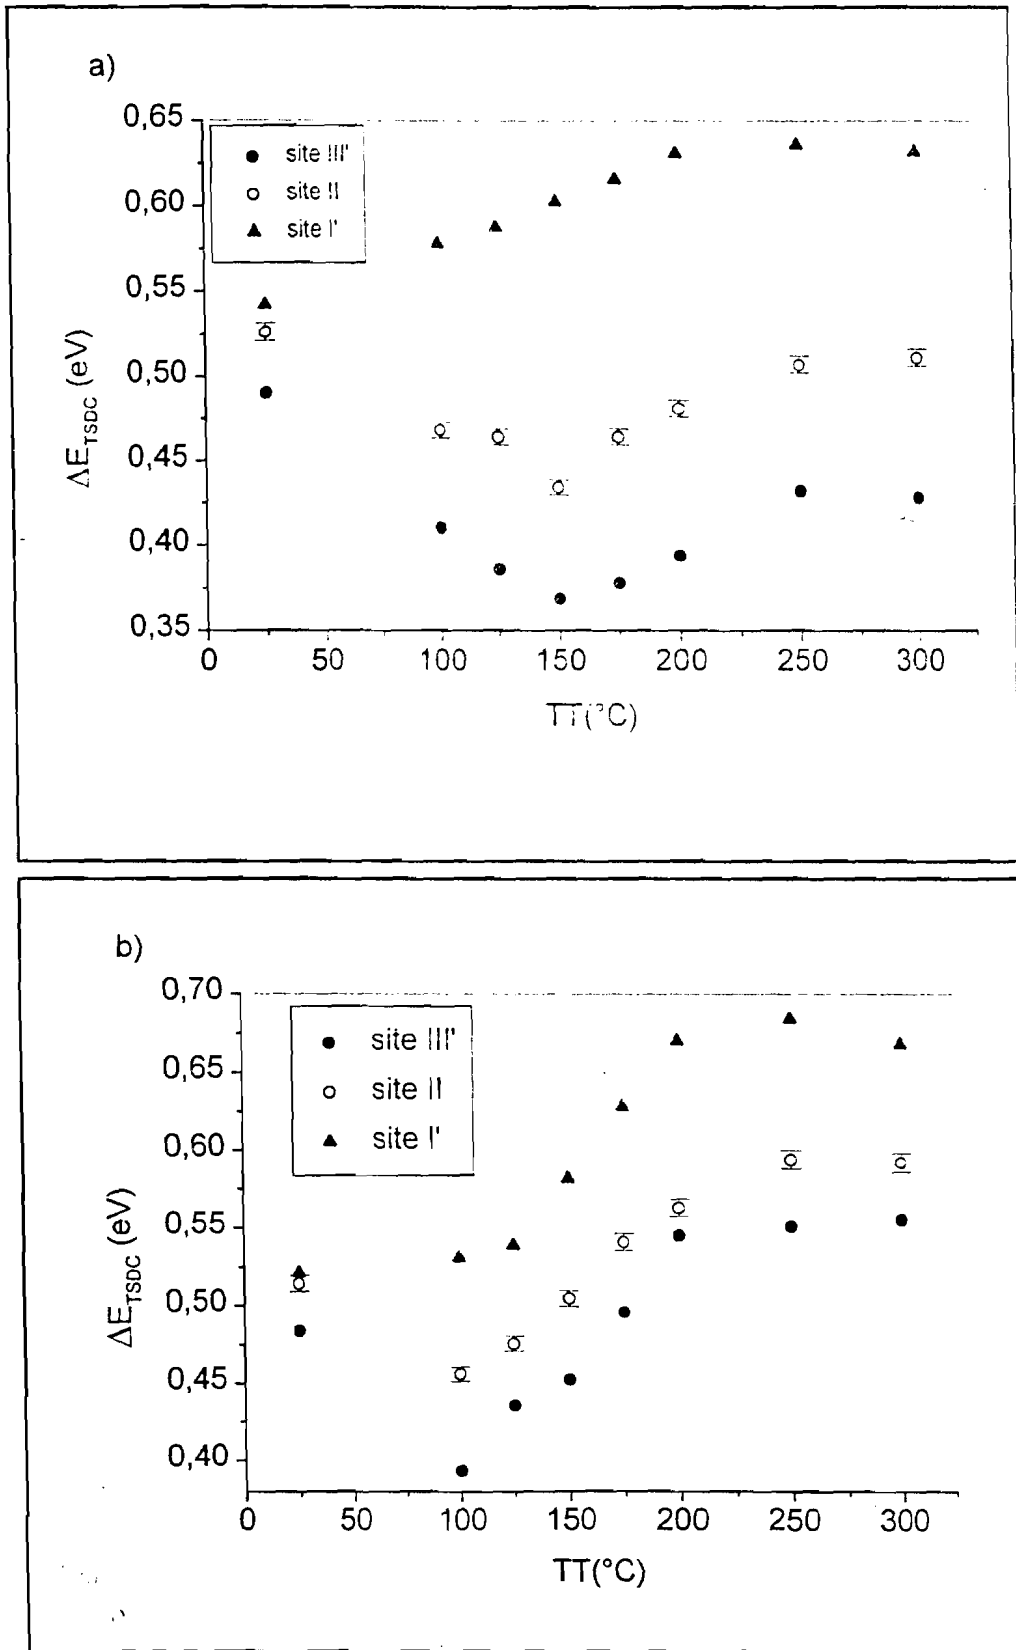 a)
0,65
0,60
0,55
0,50
0,45
0,40
0,35
ΔE_TSDC (eV)
site III'
site II
site I'
0 50 100 150 200 250 300
TT(°C)
b)
0,70
0,65
0,60
0,55
0,50
0,45
0,40
ΔE_TSDC (eV)
site III'
site II
site I'
0 50 100 150 200 250 300
TT(°C)